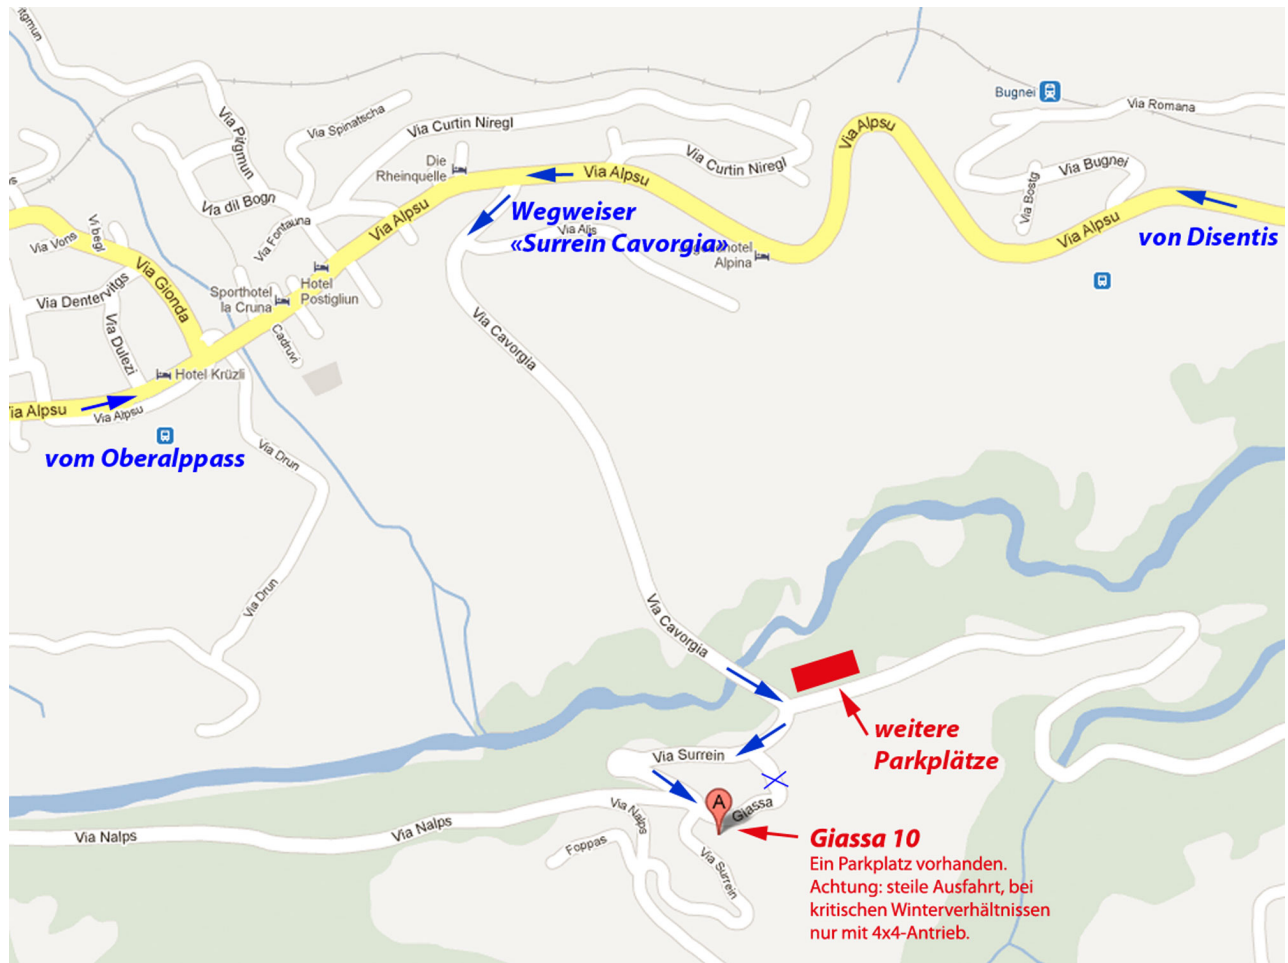 itgmun
Via Pitgmun
Via Spinatscha
Via Curtin Niregl
Via Alpsu
Bugnei
Via Romana
Die
Rheinquelle
Via Curtin Niregl
Via Alpsu
Via Bugnei
Via Bostg
Via dil Bogn
Via Fontauna
Via Alpsu
Wegweiser
«Surrein Cavorgia»
Via Alis
Via Alpsu
von Disentis
Vi begl
Via Vons
Alpina
Via Gionda
Via Dentervitgs
Via Dulezi
Sporthotel
la Cruna
Hotel
Postigliun
Cadruvi
Via Cavorgia
Hotel Krüzli
ia Alpsu
Via Alpsu
vom Oberalppass
Via Drun
Via Drun
Via Cavorgia
weitere
Parkplätze
Via Surrein
A
Giassa
Via Nalps
Via Nalps
Via Nalps
Foppas
Via Surrein
Giassa 10
Ein Parkplatz vorhanden.
Achtung: steile Ausfahrt, bei
kritischen Winterverhältnissen
nur mit 4x4-Antrieb.